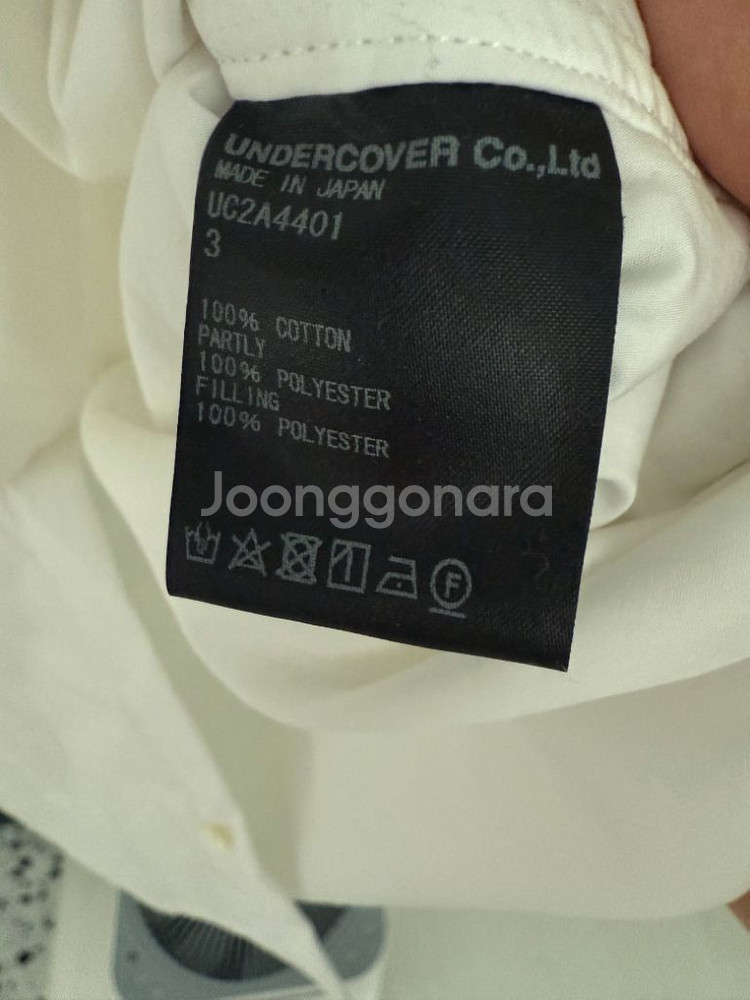 UNDERCOVER Co.,Ltd
MADE IN JAPAN
UC2A4401
3
100% COTTON
PARTLY
100% POLYESTER
FILLING
100% POLYESTER
Joonggonara
F